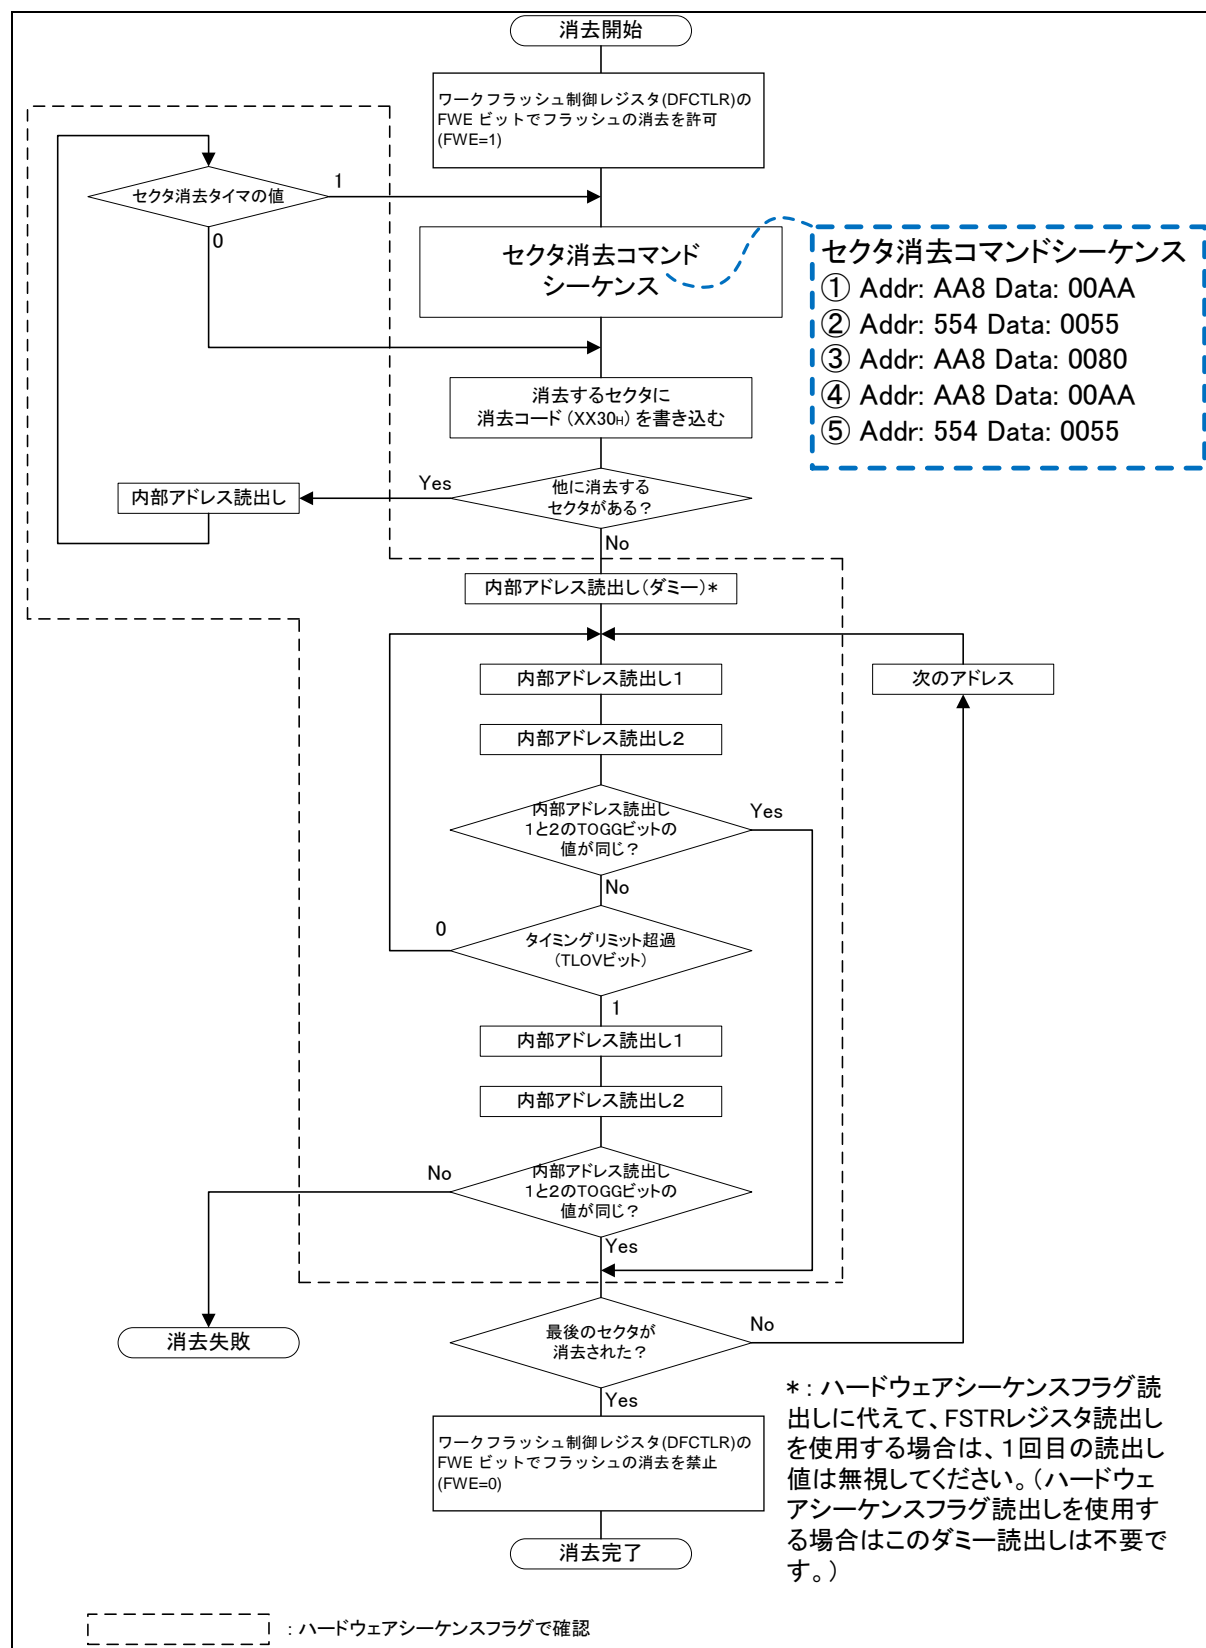 消去開始
ワークフラッシュ制御レジスタ(DFCTLR)の
FWE ビットでフラッシュの消去を許可
(FWE=1)
セクタ消去タイマの値
1
0
セクタ消去コマンド
シーケンス
セクタ消去コマンドシーケンス
① Addr: AA8 Data: 00AA
② Addr: 554 Data: 0055
③ Addr: AA8 Data: 0080
④ Addr: AA8 Data: 00AA
⑤ Addr: 554 Data: 0055
消去するセクタに
消去コード(XX30H)を書き込む
他に消去する
セクタがある?
Yes
内部アドレス読出し
No
内部アドレス読出し(ダミー)*
内部アドレス読出し1
次のアドレス
内部アドレス読出し2
内部アドレス読出し
1と2のTOGGビットの
値が同じ?
Yes
No
タイミングリミット超過
(TLOVビット)
0
1
内部アドレス読出し1
内部アドレス読出し2
内部アドレス読出し
1と2のTOGGビットの
値が同じ?
No
Yes
消去失敗
最後のセクタが
消去された?
No
Yes
ワークフラッシュ制御レジスタ(DFCTLR)の
FWE ビットでフラッシュの消去を禁止
(FWE=0)
消去完了
*:ハードウェアシーケンスフラグ読
出しに代えて、FSTRレジスタ読出し
を使用する場合は、1回目の読出し
値は無視してください。(ハードウェ
アシーケンスフラグ読出しを使用す
る場合はこのダミー読出しは不要で
す。)
:ハードウェアシーケンスフラグで確認